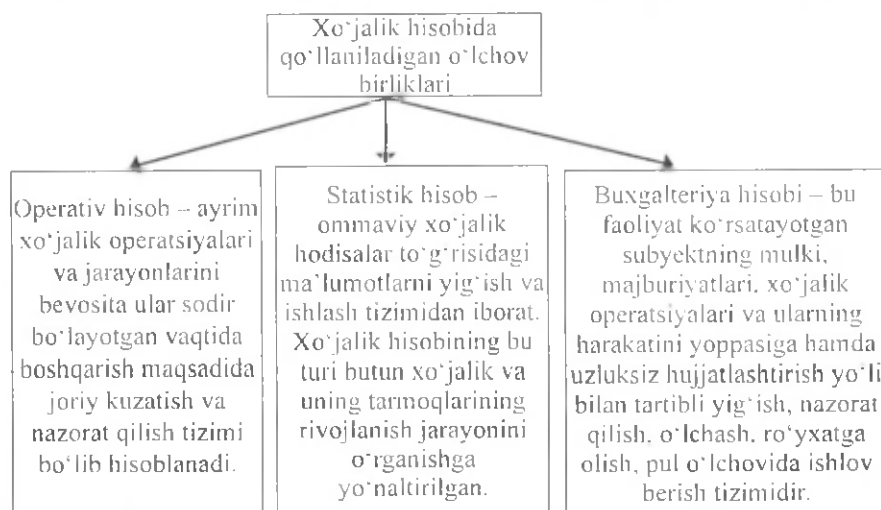 Xo‘jalik hisobida
qo‘llaniladigan o‘lchov
birliklari
Operativ hisob – ayrim
xo‘jalik operatsiyalari
va jarayonlarini
bevosita ular sodir
bo‘layotgan vaqtida
boshqarish maqsadida
joriy kuzatish va
nazorat qilish tizimi
bo‘lib hisoblanadi.
Statistik hisob –
ommaviy xo‘jalik
hodisalar to‘g‘risidagi
ma’lumotlarni yig‘ish va
ishlash tizimidan iborat.
Xo‘jalik hisobining bu
turi butun xo‘jalik va
uning tarmoqlarining
rivojlanish jarayonini
o‘rganishga
yo‘naltirilgan.
Buxgalteriya hisobi – bu
faoliyat ko‘rsatayotgan
subyektning mulki,
majburiyatlari, xo‘jalik
operatsiyalari va ularning
harakatini yoppasiga hamda
uzluksiz hujjatlashtirish yo‘li
bilan tartibli yig‘ish, nazorat
qilish, o‘lchash, ro‘yxatga
olish, pul o‘lchovida ishlov
berish tizimidir.